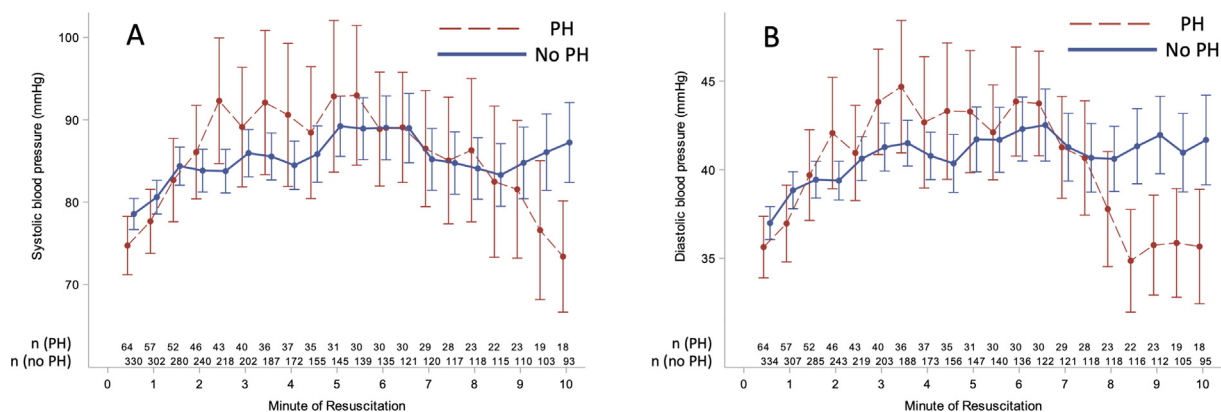 A
PH
No PH
100
90
80
70
Systolic blood pressure (mmHg)
n (PH) 64 57 52 46 43 40 36 37 35 31 30 30 30 29 28 23 22 23 19 18
n (no PH) 330 302 280 240 218 202 187 172 155 145 139 135 121 120 117 118 115 110 103 93
0 1 2 3 4 5 6 7 8 9 10
Minute of Resuscitation
B
PH
No PH
45
40
35
Diastolic blood pressure (mmHg)
n (PH) 64 57 52 46 43 40 36 37 35 31 30 30 30 29 28 23 22 23 19 18
n (no PH) 334 307 285 243 219 203 188 173 156 147 140 136 122 121 118 118 116 112 105 95
0 1 2 3 4 5 6 7 8 9 10
Minute of Resuscitation